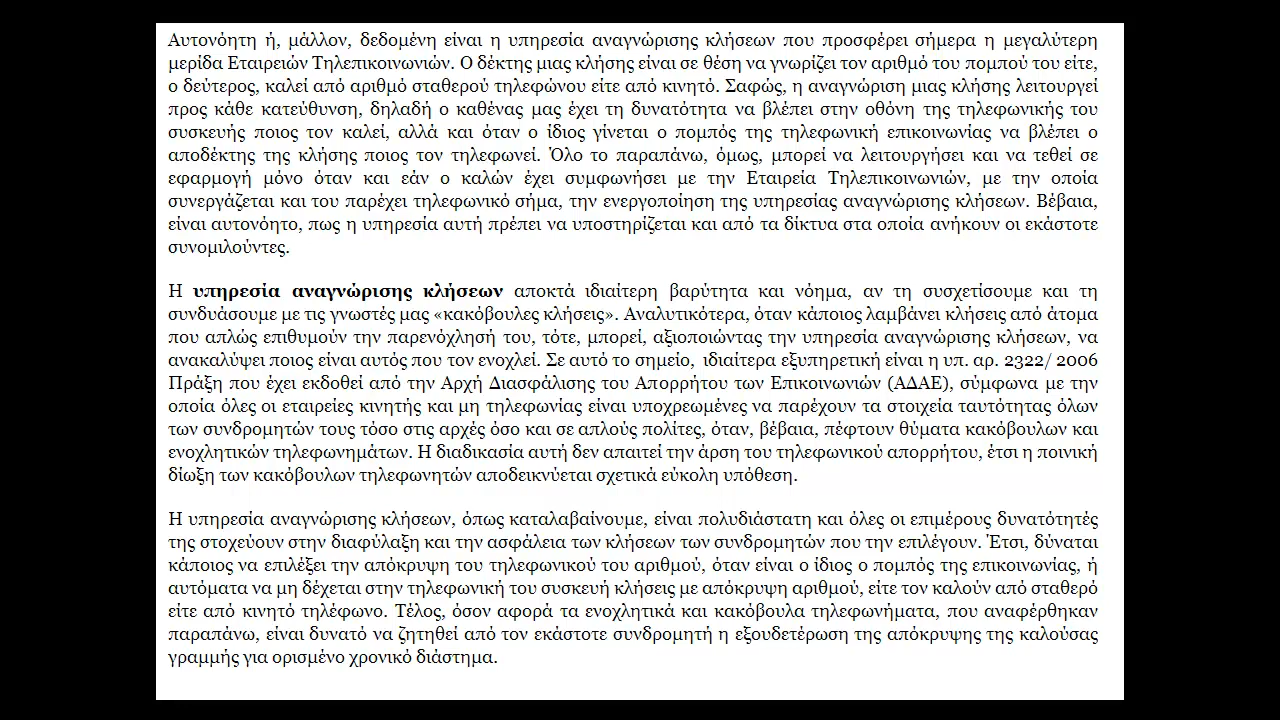 Αυτονόητη ή, μάλλον, δεδομένη είναι η υπηρεσία αναγνώρισης κλήσεων που προσφέρει σήμερα η μεγαλύτερη
μερίδα Εταιρειών Τηλεπικοινωνιών. Ο δέκτης μιας κλήσης είναι σε θέση να γνωρίζει τον αριθμό του πομπού του είτε,
ο δεύτερος, καλεί από αριθμό σταθερού τηλεφώνου είτε από κινητό. Σαφώς, η αναγνώριση μιας κλήσης λειτουργεί
προς κάθε κατεύθυνση, δηλαδή ο καθένας μας έχει τη δυνατότητα να βλέπει στην οθόνη της τηλεφωνικής του
συσκευής ποιος τον καλεί, αλλά και όταν ο ίδιος γίνεται ο πομπός της τηλεφωνική επικοινωνίας να βλέπει ο
αποδέκτης της κλήσης ποιος τον τηλεφωνεί. Όλο το παραπάνω, όμως, μπορεί να λειτουργήσει και να τεθεί σε
εφαρμογή μόνο όταν και εάν ο καλών έχει συμφωνήσει με την Εταιρεία Τηλεπικοινωνιών, με την οποία
συνεργάζεται και του παρέχει τηλεφωνικό σήμα, την ενεργοποίηση της υπηρεσίας αναγνώρισης κλήσεων. Βέβαια,
είναι αυτονόητο, πως η υπηρεσία αυτή πρέπει να υποστηρίζεται και από τα δίκτυα στα οποία ανήκουν οι εκάστοτε
συνομιλούντες.
Η υπηρεσία αναγνώρισης κλήσεων αποκτά ιδιαίτερη βαρύτητα και νόημα, αν τη συσχετίσουμε και τη
συνδυάσουμε με τις γνωστές μας «κακόβουλες κλήσεις». Αναλυτικότερα, όταν κάποιος λαμβάνει κλήσεις από άτομα
που απλώς επιθυμούν την παρενόχλησή του, τότε, μπορεί, αξιοποιώντας την υπηρεσία αναγνώρισης κλήσεων, να
ανακαλύψει ποιος είναι αυτός που τον ενοχλεί. Σε αυτό το σημείο, ιδιαίτερα εξυπηρετική είναι η υπ. αρ. 2322/ 2006
Πράξη που έχει εκδοθεί από την Αρχή Διασφάλισης του Απορρήτου των Επικοινωνιών (ΑΔΑΕ), σύμφωνα με την
οποία όλες οι εταιρείες κινητής και μη τηλεφωνίας είναι υποχρεωμένες να παρέχουν τα στοιχεία ταυτότητας όλων
των συνδρομητών τους τόσο στις αρχές όσο και σε απλούς πολίτες, όταν, βέβαια, πέφτουν θύματα κακόβουλων και
ενοχλητικών τηλεφωνημάτων. Η διαδικασία αυτή δεν απαιτεί την άρση του τηλεφωνικού απορρήτου, έτσι η ποινική
δίωξη των κακόβουλων τηλεφωνητών αποδεικνύεται σχετικά εύκολη υπόθεση.
Η υπηρεσία αναγνώρισης κλήσεων, όπως καταλαβαίνουμε, είναι πολυδιάστατη και όλες οι επιμέρους δυνατότητές
της στοχεύουν στην διαφύλαξη και την ασφάλεια των κλήσεων των συνδρομητών που την επιλέγουν. Έτσι, δύναται
κάποιος να επιλέξει την απόκρυψη του τηλεφωνικού του αριθμού, όταν είναι ο ίδιος ο πομπός της επικοινωνίας, ή
αυτόματα να μη δέχεται στην τηλεφωνική του συσκευή κλήσεις με απόκρυψη αριθμού, είτε τον καλούν από σταθερό
είτε από κινητό τηλέφωνο. Τέλος, όσον αφορά τα ενοχλητικά και κακόβουλα τηλεφωνήματα, που αναφέρθηκαν
παραπάνω, είναι δυνατό να ζητηθεί από τον εκάστοτε συνδρομητή η εξουδετέρωση της απόκρυψης της καλούσας
γραμμής για ορισμένο χρονικό διάστημα.